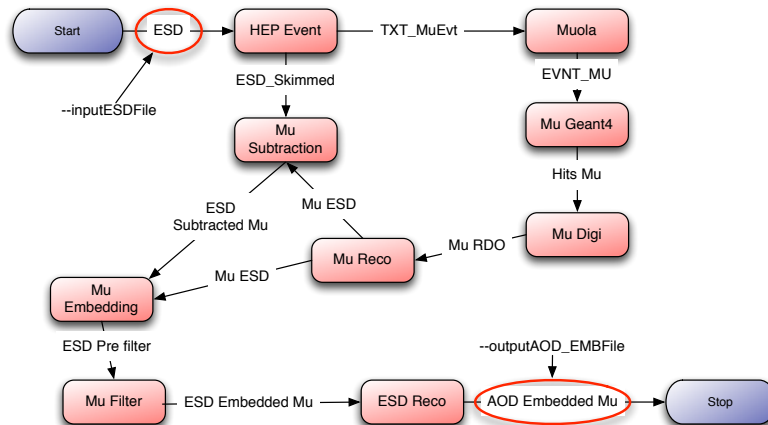 Start
ESD
HEP Event
TXT_MuEvt
Muola
ESD_Skimmed
EVNT_MU
--inputESDFile
Mu
Subtraction
Mu Geant4
Hits Mu
Mu ESD
ESD
Subtracted Mu
Mu Digi
Mu RDO
Mu Reco
Mu ESD
Mu
Embedding
ESD Pre filter
--outputAOD_EMBFile
Mu Filter
ESD Embedded Mu
ESD Reco
AOD Embedded Mu
Stop